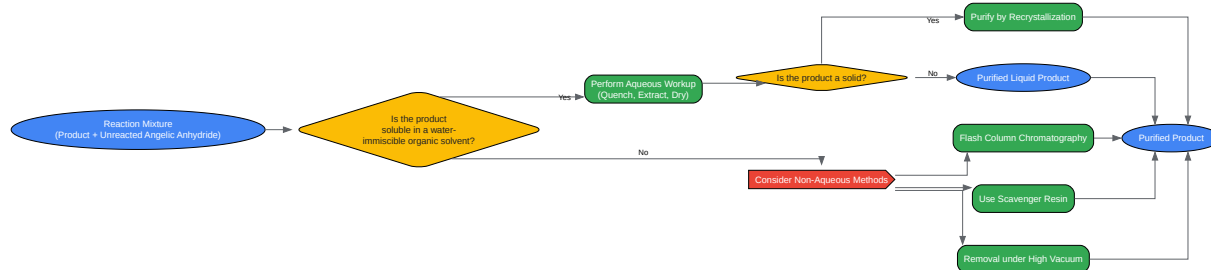 Reaction Mixture
(Product + Unreacted Angelic Anhydride)
Is the product
soluble in a water-
immiscible organic solvent?
Yes
No
Perform Aqueous Workup
(Quench, Extract, Dry)
Is the product a solid?
Yes
No
Purify by Recrystallization
Purified Liquid Product
Consider Non-Aqueous Methods
Flash Column Chromatography
Use Scavenger Resin
Removal under High Vacuum
Purified Product